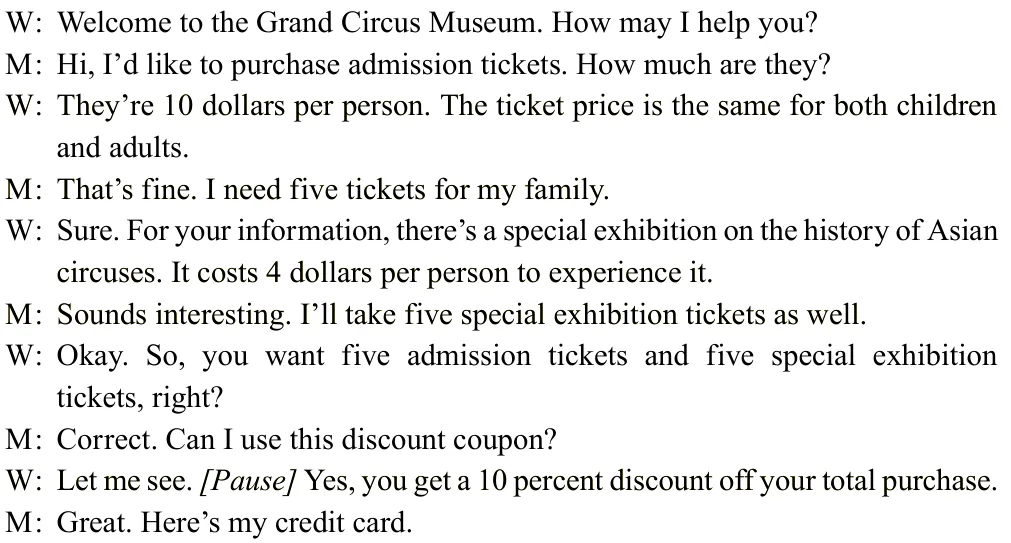 W: Welcome to the Grand Circus Museum. How may I help you?
M: Hi, I'd like to purchase admission tickets. How much are they?
W: They're 10 dollars per person. The ticket price is the same for both children
and adults.
M: That's fine. I need five tickets for my family.
W: Sure. For your information, there's a special exhibition on the history of Asian
circuses. It costs 4 dollars per person to experience it.
M: Sounds interesting. I'll take five special exhibition tickets as well.
W: Okay. So, you want five admission tickets and five special exhibition
tickets, right?
M: Correct. Can I use this discount coupon?
W: Let me see. [Pause] Yes, you get a 10 percent discount off your total purchase.
M: Great. Here's my credit card.